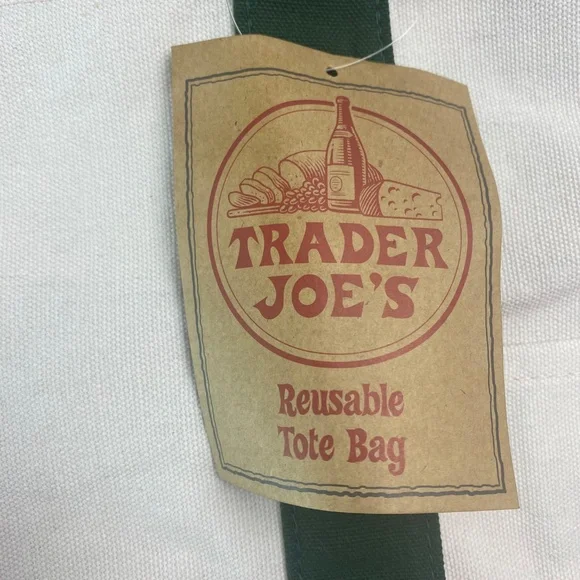 TRADER
JOE'S
Reusable
Tote Bag